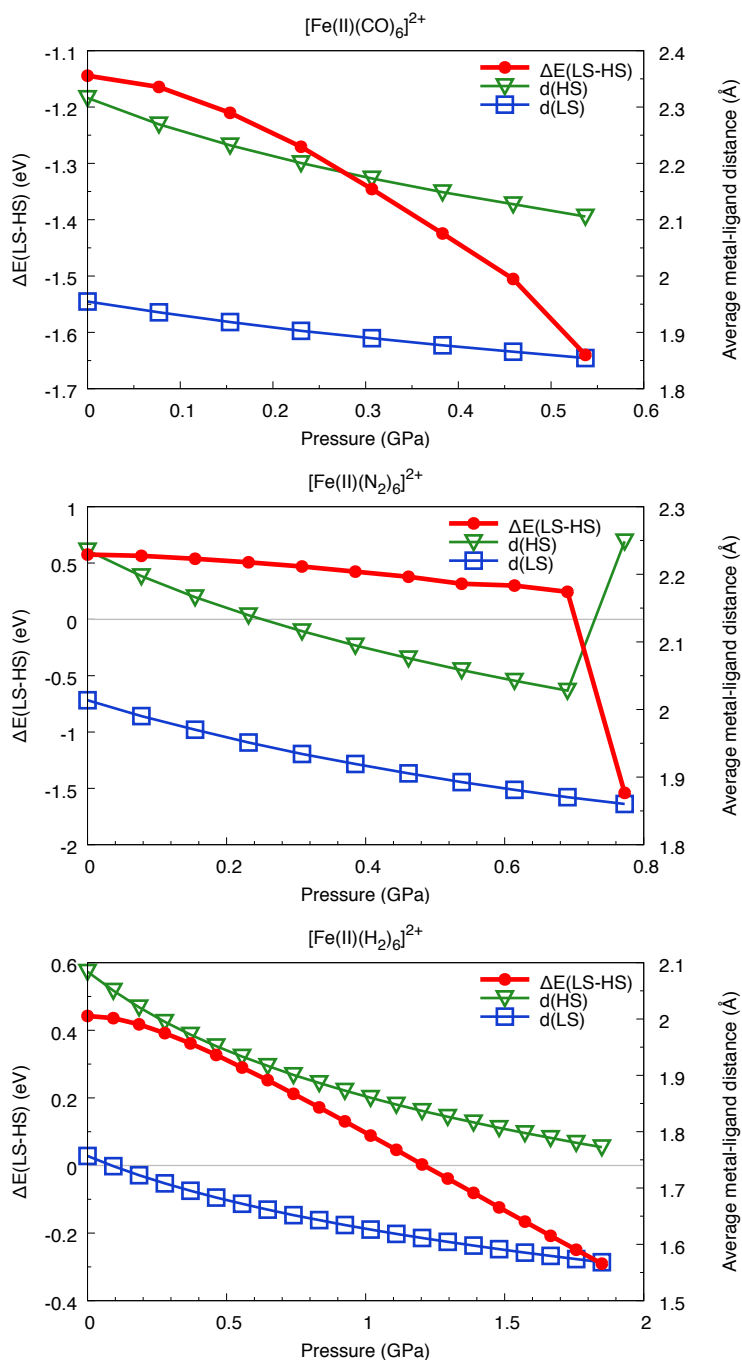 [Fe(II)(CO)₆]²⁺
ΔE(LS-HS)
d(HS)
d(LS)
-1.1
-1.2
-1.3
-1.4
-1.5
-1.6
-1.7
2.4
2.3
2.2
2.1
2
1.9
1.8
0 0.1 0.2 0.3 0.4 0.5 0.6
ΔE(LS-HS) (eV)
Average metal-ligand distance (Å)
Pressure (GPa)
[Fe(II)(N₂)₆]²⁺
ΔE(LS-HS)
d(HS)
d(LS)
1
0.5
0
-0.5
-1
-1.5
-2
2.3
2.2
2.1
2
1.9
1.8
0 0.2 0.4 0.6 0.8
ΔE(LS-HS) (eV)
Average metal-ligand distance (Å)
Pressure (GPa)
[Fe(II)(H₂)₆]²⁺
ΔE(LS-HS)
d(HS)
d(LS)
0.6
0.4
0.2
0
-0.2
-0.4
2.1
2
1.9
1.8
1.7
1.6
1.5
0 0.5 1 1.5 2
ΔE(LS-HS) (eV)
Average metal-ligand distance (Å)
Pressure (GPa)